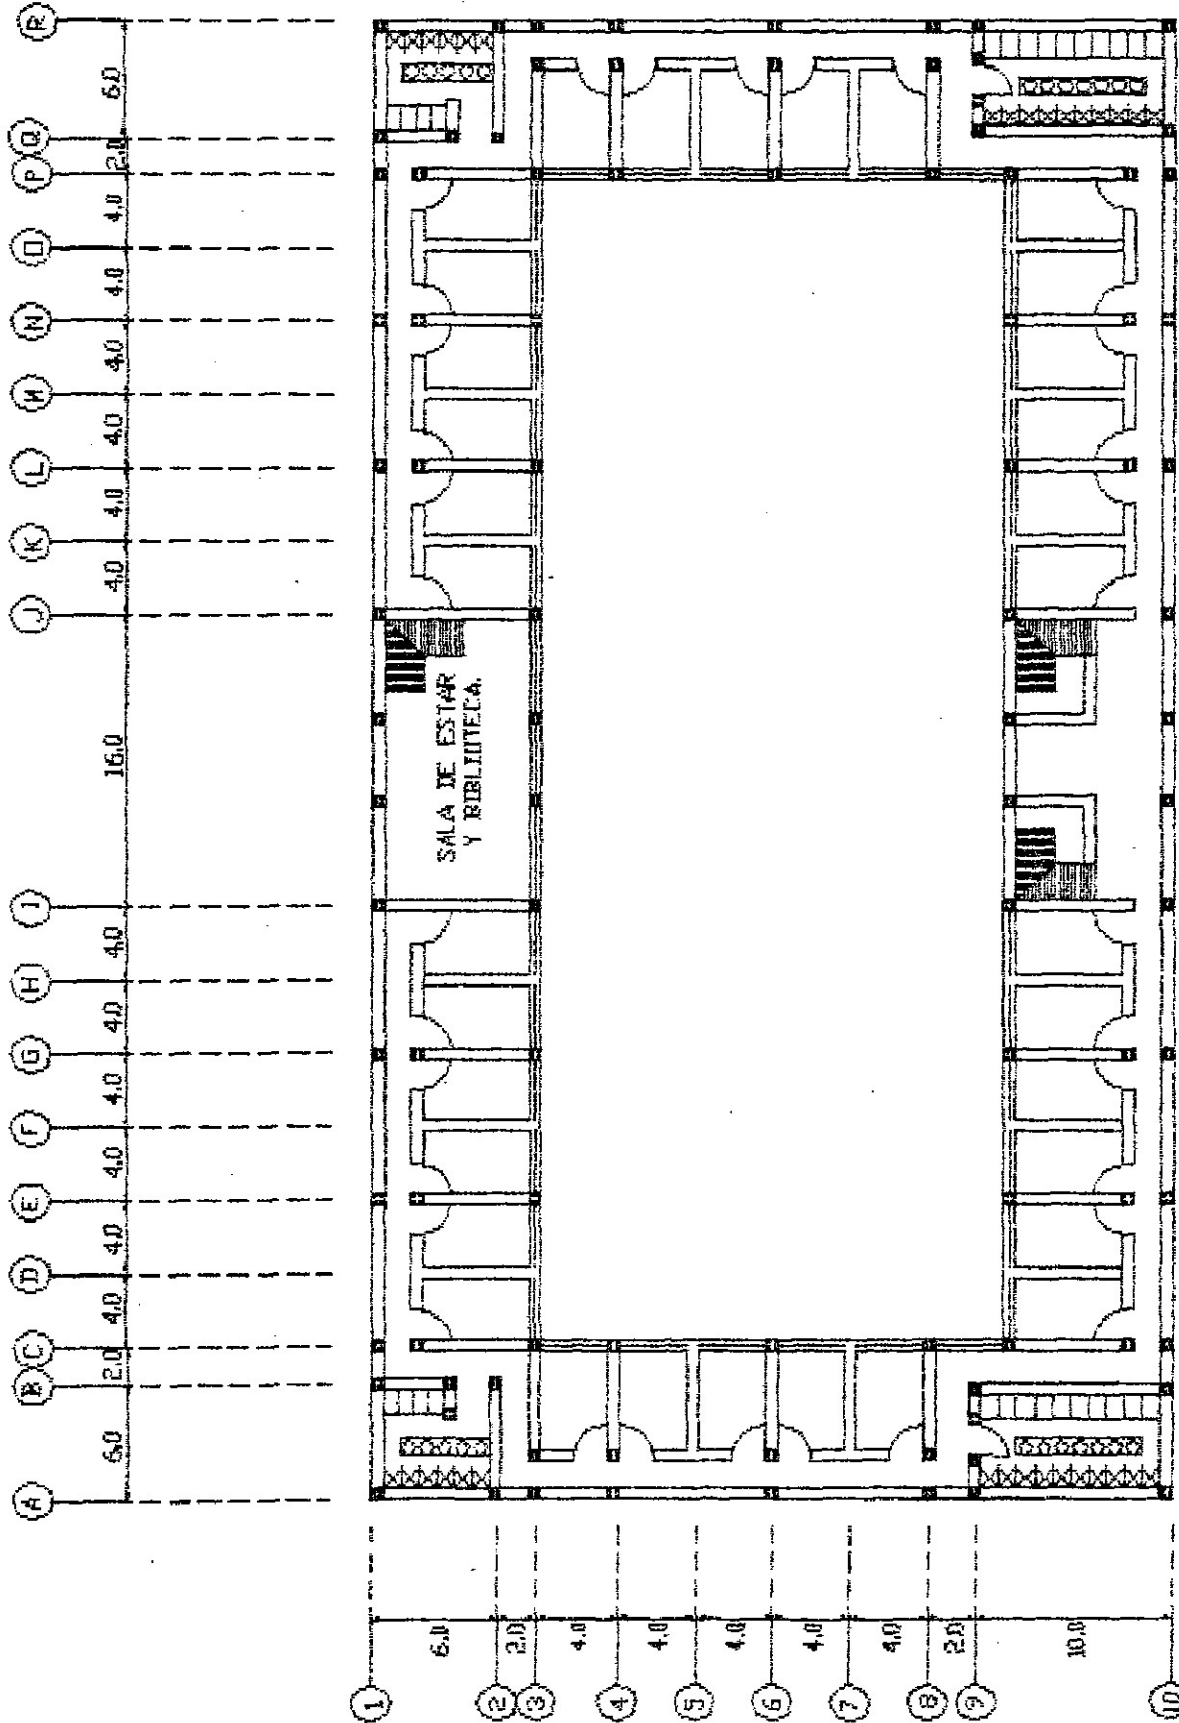 A B C D E F G H I J K L M N O P Q R
6.0 2.0 4.0 4.0 4.0 4.0 4.0 4.0 16.0 4.0 4.0 4.0 4.0 4.0 4.0 2.0 6.0
SALA DE ESTAR
Y BIBLIOTECA.
6.0 2.0 4.0 4.0 4.0 4.0 4.0 2.0 10.0
1 2 3 4 5 6 7 8 9 10